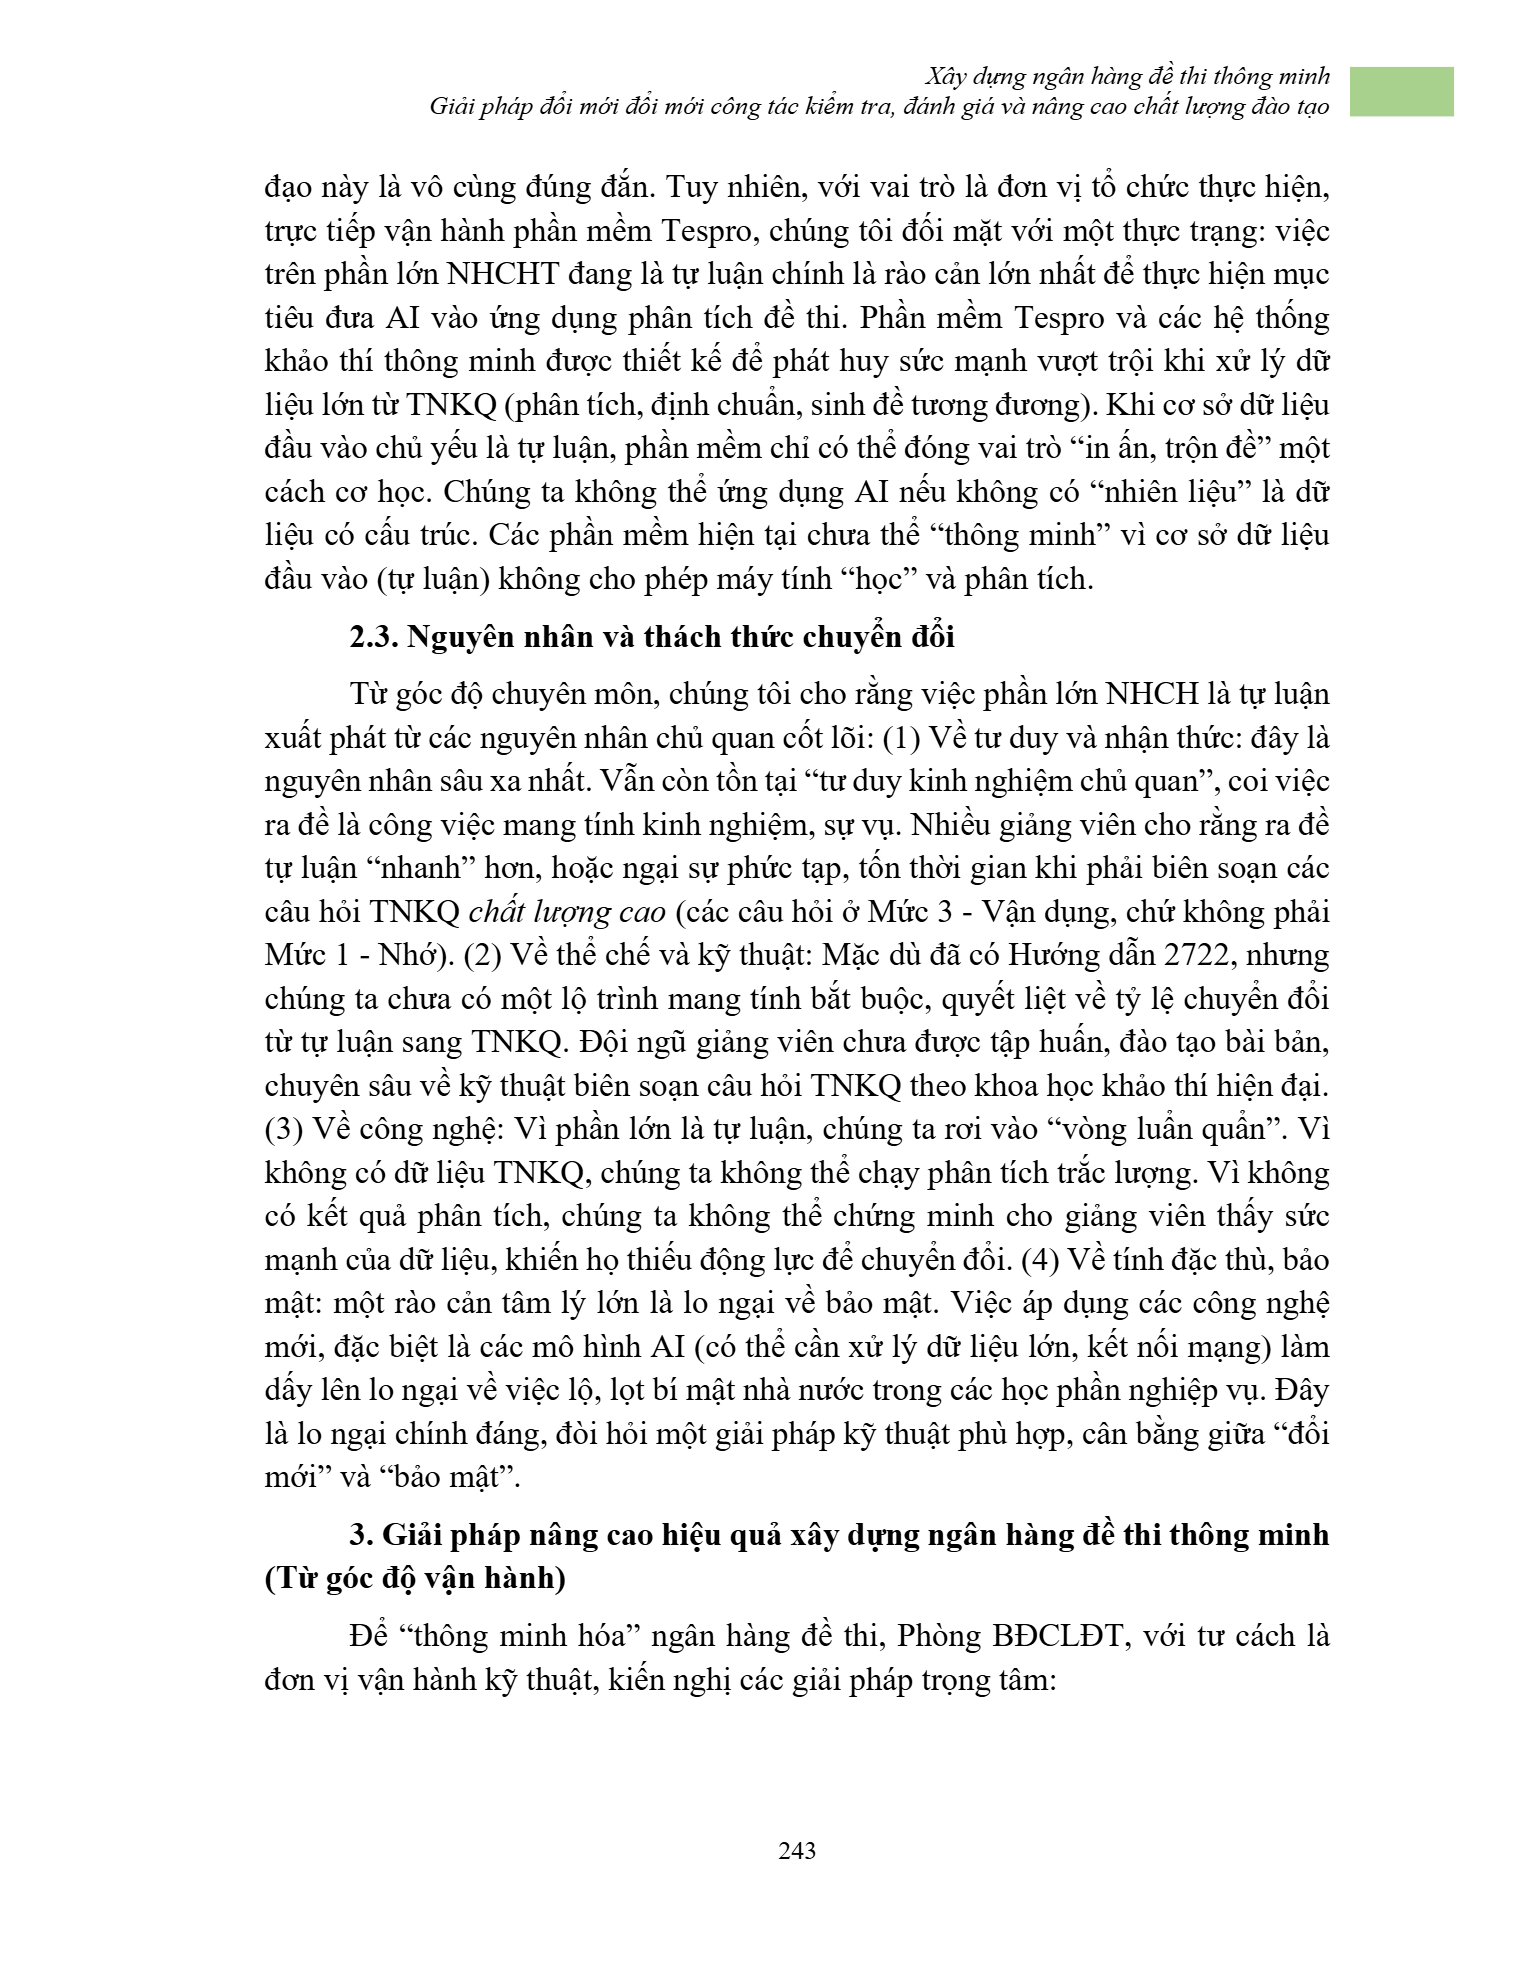 Xây dựng ngân hàng đề thi thông minh
Giải pháp đổi mới đổi mới công tác kiểm tra, đánh giá và nâng cao chất lượng đào tạo
đạo này là vô cùng đúng đắn. Tuy nhiên, với vai trò là đơn vị tổ chức thực hiện,
trực tiếp vận hành phần mềm Tespro, chúng tôi đối mặt với một thực trạng: việc
trên phần lớn NHCHT đang là tự luận chính là rào cản lớn nhất để thực hiện mục
tiêu đưa AI vào ứng dụng phân tích đề thi. Phần mềm Tespro và các hệ thống
khảo thí thông minh được thiết kế để phát huy sức mạnh vượt trội khi xử lý dữ
liệu lớn từ TNKQ (phân tích, định chuẩn, sinh đề tương đương). Khi cơ sở dữ liệu
đầu vào chủ yếu là tự luận, phần mềm chỉ có thể đóng vai trò “in ấn, trộn đề” một
cách cơ học. Chúng ta không thể ứng dụng AI nếu không có “nhiên liệu” là dữ
liệu có cấu trúc. Các phần mềm hiện tại chưa thể “thông minh” vì cơ sở dữ liệu
đầu vào (tự luận) không cho phép máy tính “học” và phân tích.
2.3. Nguyên nhân và thách thức chuyển đổi
Từ góc độ chuyên môn, chúng tôi cho rằng việc phần lớn NHCH là tự luận
xuất phát từ các nguyên nhân chủ quan cốt lõi: (1) Về tư duy và nhận thức: đây là
nguyên nhân sâu xa nhất. Vẫn còn tồn tại “tư duy kinh nghiệm chủ quan”, coi việc
ra đề là công việc mang tính kinh nghiệm, sự vụ. Nhiều giảng viên cho rằng ra đề
tự luận “nhanh” hơn, hoặc ngại sự phức tạp, tốn thời gian khi phải biên soạn các
câu hỏi TNKQ chất lượng cao (các câu hỏi ở Mức 3 - Vận dụng, chứ không phải
Mức 1 - Nhớ). (2) Về thể chế và kỹ thuật: Mặc dù đã có Hướng dẫn 2722, nhưng
chúng ta chưa có một lộ trình mang tính bắt buộc, quyết liệt về tỷ lệ chuyển đổi
từ tự luận sang TNKQ. Đội ngũ giảng viên chưa được tập huấn, đào tạo bài bản,
chuyên sâu về kỹ thuật biên soạn câu hỏi TNKQ theo khoa học khảo thí hiện đại.
(3) Về công nghệ: Vì phần lớn là tự luận, chúng ta rơi vào “vòng luẩn quẩn”. Vì
không có dữ liệu TNKQ, chúng ta không thể chạy phân tích trắc lượng. Vì không
có kết quả phân tích, chúng ta không thể chứng minh cho giảng viên thấy sức
mạnh của dữ liệu, khiến họ thiếu động lực để chuyển đổi. (4) Về tính đặc thù, bảo
mật: một rào cản tâm lý lớn là lo ngại về bảo mật. Việc áp dụng các công nghệ
mới, đặc biệt là các mô hình AI (có thể cần xử lý dữ liệu lớn, kết nối mạng) làm
dấy lên lo ngại về việc lộ, lọt bí mật nhà nước trong các học phần nghiệp vụ. Đây
là lo ngại chính đáng, đòi hỏi một giải pháp kỹ thuật phù hợp, cân bằng giữa “đổi
mới” và “bảo mật”.
3. Giải pháp nâng cao hiệu quả xây dựng ngân hàng đề thi thông minh
(Từ góc độ vận hành)
Để “thông minh hóa” ngân hàng đề thi, Phòng BĐCLĐT, với tư cách là
đơn vị vận hành kỹ thuật, kiến nghị các giải pháp trọng tâm:
243